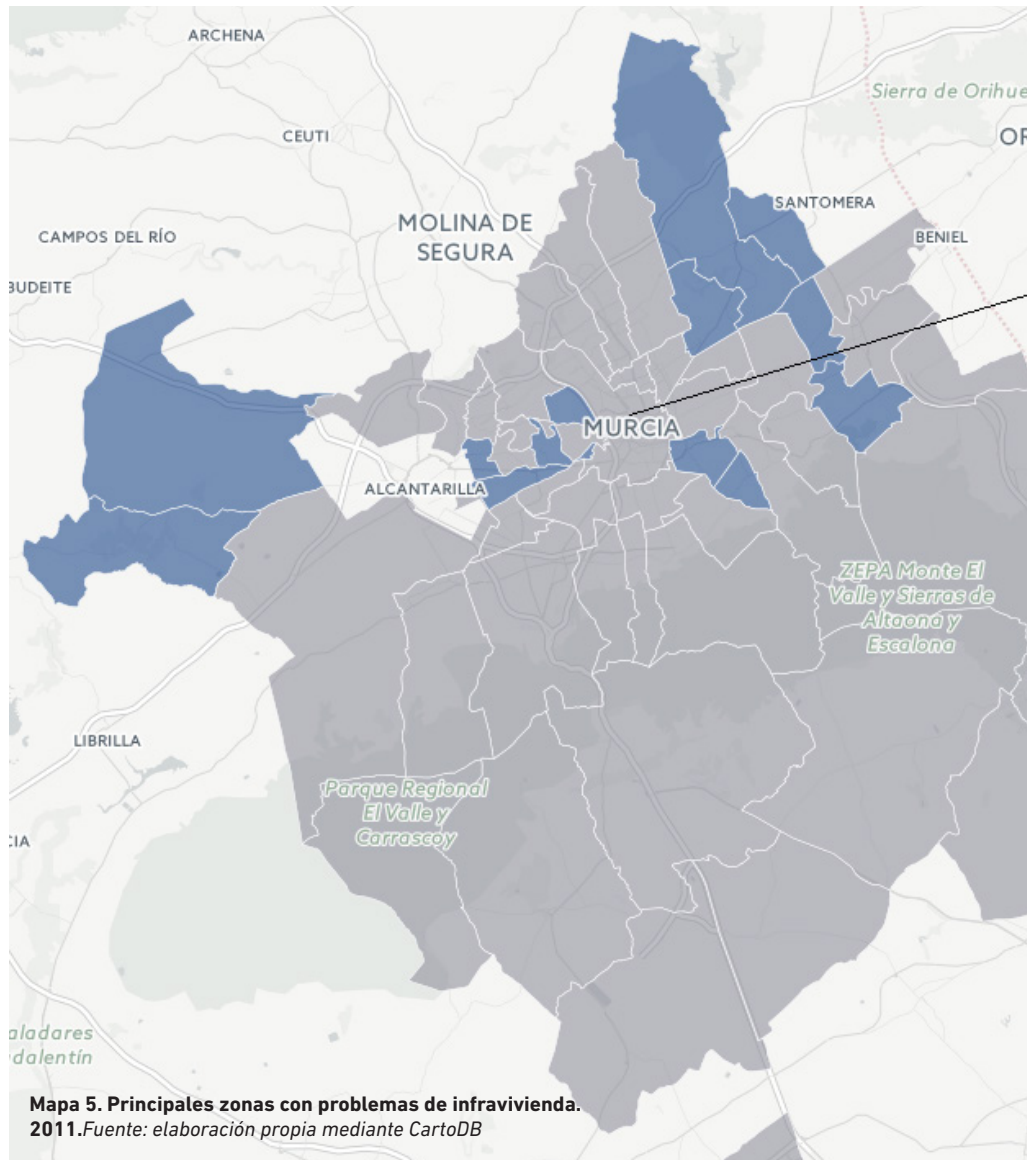 ARCHENA
Sierra de Orihue
CEUTI
OR
SANTOMERA
MOLINA DE
SEGURA
CAMPOS DEL RÍO
BENIEL
BUDEITE
MURCIA
ALCANTARILLA
ZEPA Monte El
Valle y Sierras de
Altaona y
Escalona
LIBRILLA
Parque Regional
El Valle y
Carrascoy
CIA
aladares
dalentín
Mapa 5. Principales zonas con problemas de infravivienda.
2011.Fuente: elaboración propia mediante CartoDB